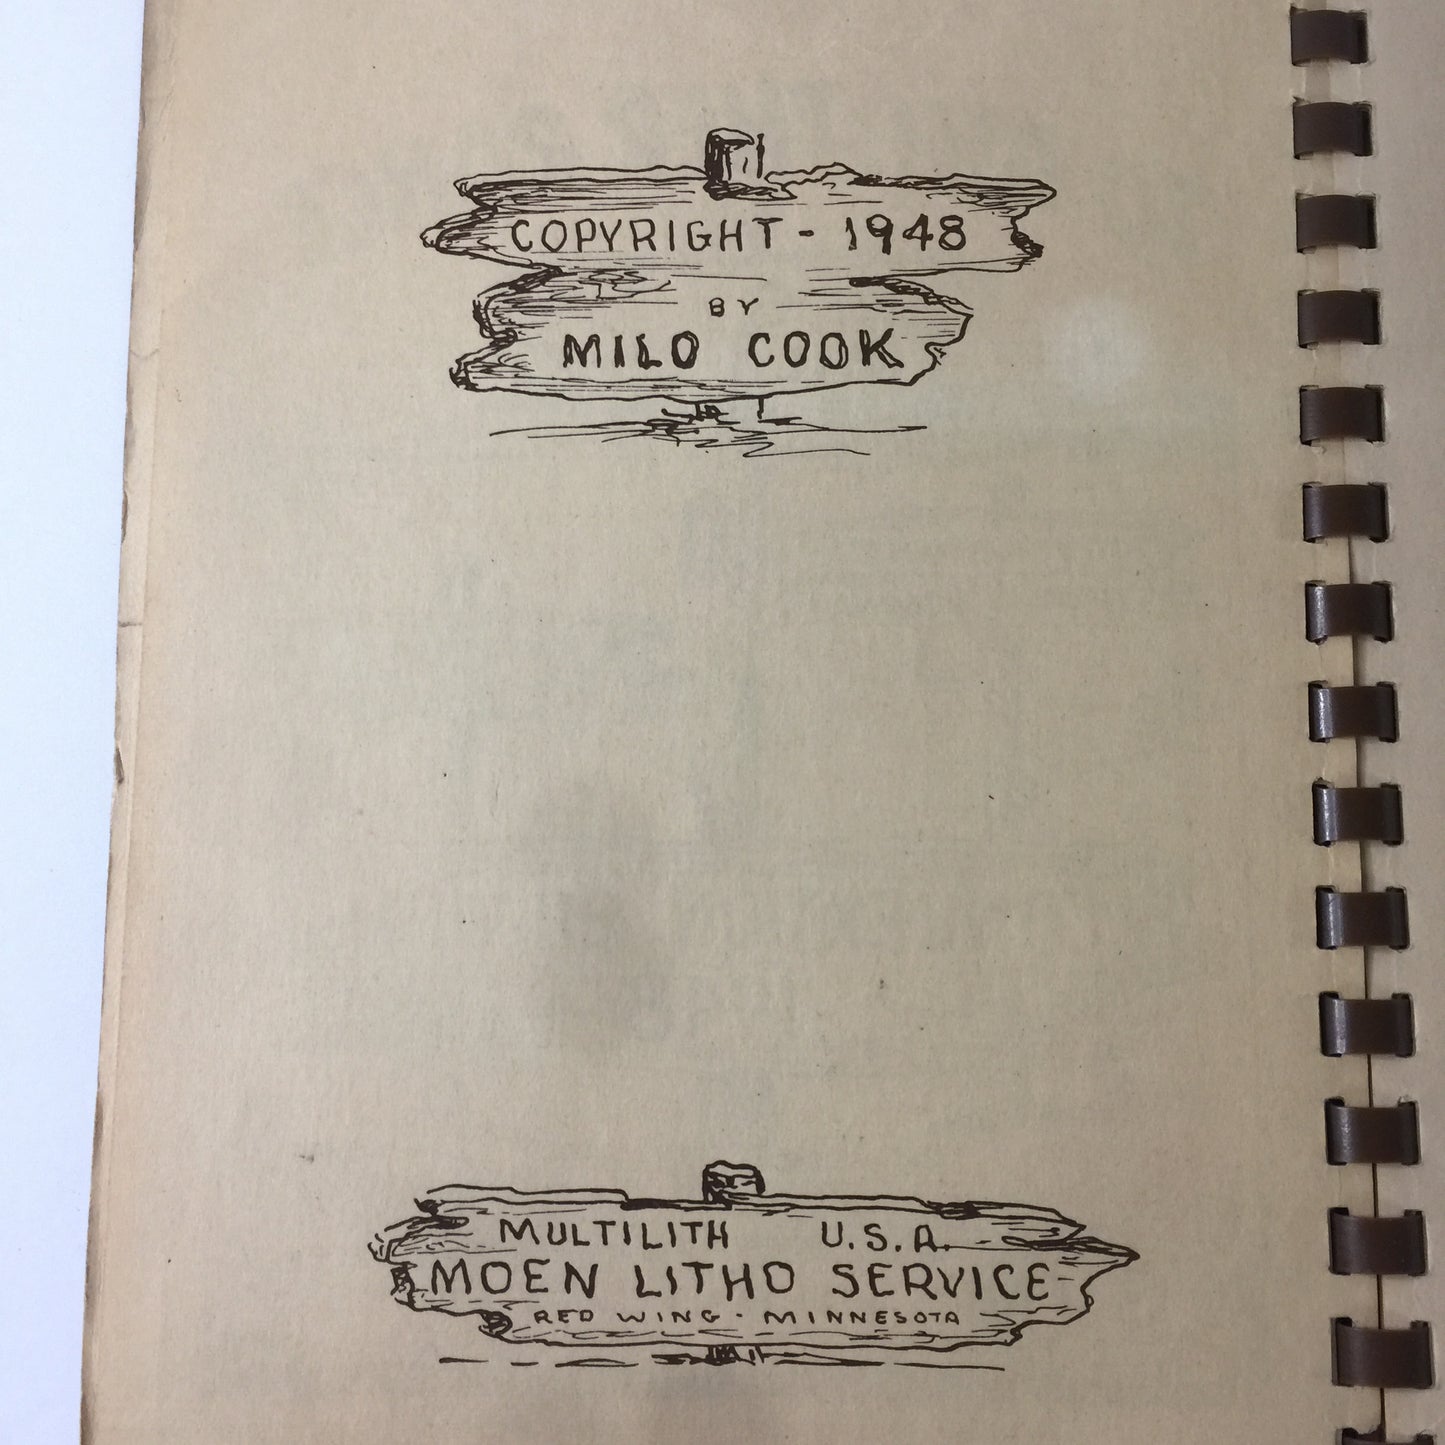 COPYRIGHT - 1948
BY
MILO COOK
MULTILITH U.S.A.
MOEN LITHO SERVICE
RED WING - MINNESOTA